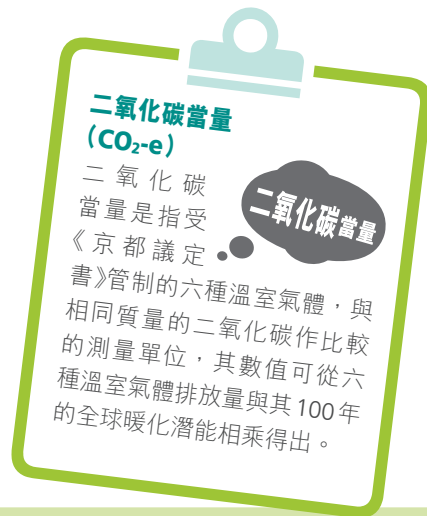 二氧化碳當量
（CO₂-e）
二氧化碳
當量是指受
《京都議定
書》管制的六種溫室氣體，與
相同質量的二氧化碳作比較
的測量單位，其數值可從六
種溫室氣體排放量與其100年
的全球暖化潛能相乘得出。
二氧化碳當量